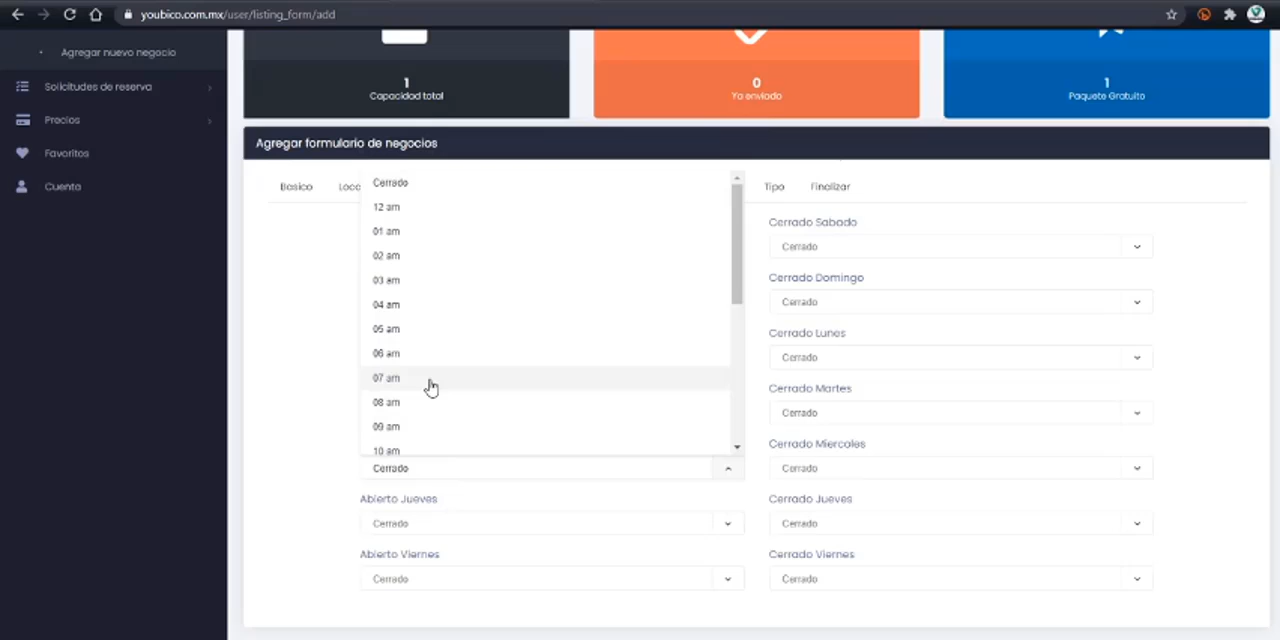 youbico.com.mx/user/listing_form/add
Agregar nuevo negocio
Solicitudes de reserva
Precios
Favoritos
Cuenta
1
Capacidad total
0
Ya enviado
1
Paquete Gratuito
Agregar formulario de negocios
Basico
Loca
Tipo
Finalizar
Cerrado
12 am
01 am
02 am
03 am
04 am
05 am
06 am
07 am
08 am
09 am
10 am
Cerrado
Abierto Jueves
Cerrado
Abierto Viernes
Cerrado
Cerrado Sabado
Cerrado
Cerrado Domingo
Cerrado
Cerrado Lunes
Cerrado
Cerrado Martes
Cerrado
Cerrado Miercoles
Cerrado
Cerrado Jueves
Cerrado
Cerrado Viernes
Cerrado